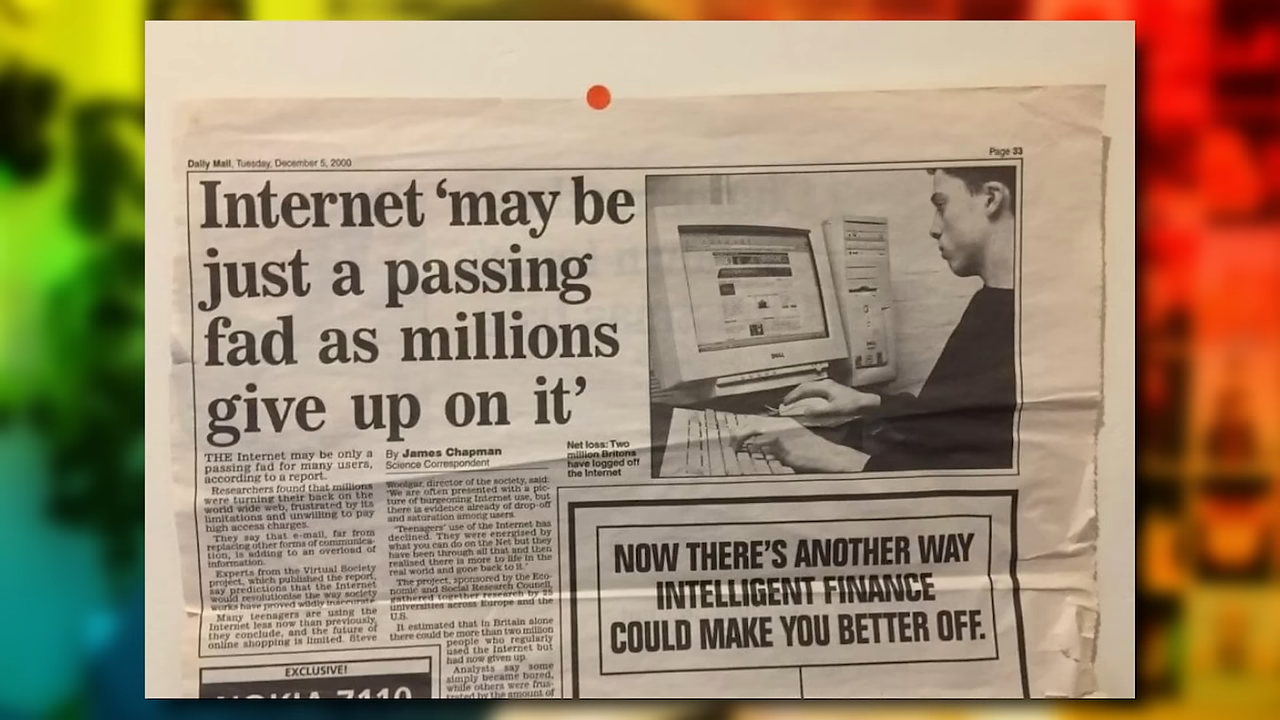 Daily Mail, Tuesday, December 5, 2000
Page 33
Internet ‘may be
just a passing
fad as millions
give up on it’
THE Internet may be only a
passing fad for many users,
according to a report.
Researchers found that millions
were turning their back on the
world wide web, frustrated by its
limitations and unwilling to pay
high access charges.
They say that e-mail, far from
replacing other forms of communica-
tion, is adding to an overload of
information.
Experts from the Virtual Society
project, which published the report,
say predictions that the Internet
would revolutionise the way society
works have proved wildly inaccurate.
Many teenagers are using the
Internet less now than previously,
they conclude, and the future of
online shopping is limited. Steve
By James Chapman
Science Correspondent
Woolgar, director of the society, said:
‘We are often presented with a pic-
ture of burgeoning Internet use, but
there is evidence already of drop-off
and saturation among users.
‘Teenagers’ use of the Internet has
declined. They were energised by
what you can do on the Net but they
have been through all that and then
realised there is more to life in the
real world and gone back to it.’
The project, sponsored by the Eco-
nomic and Social Research Council,
gathered together research by 25
universities across Europe and the
U.S.
It estimated that in Britain alone
there could be more than two million
people who regularly
used the Internet but
had now given up.
Analysts say some
simply became bored,
while others were frus-
trated by the amount of
Net loss: Two
million Britons
have logged off
the Internet
DELL
NOW THERE’S ANOTHER WAY
INTELLIGENT FINANCE
COULD MAKE YOU BETTER OFF.
EXCLUSIVE!
NOKIA 7110